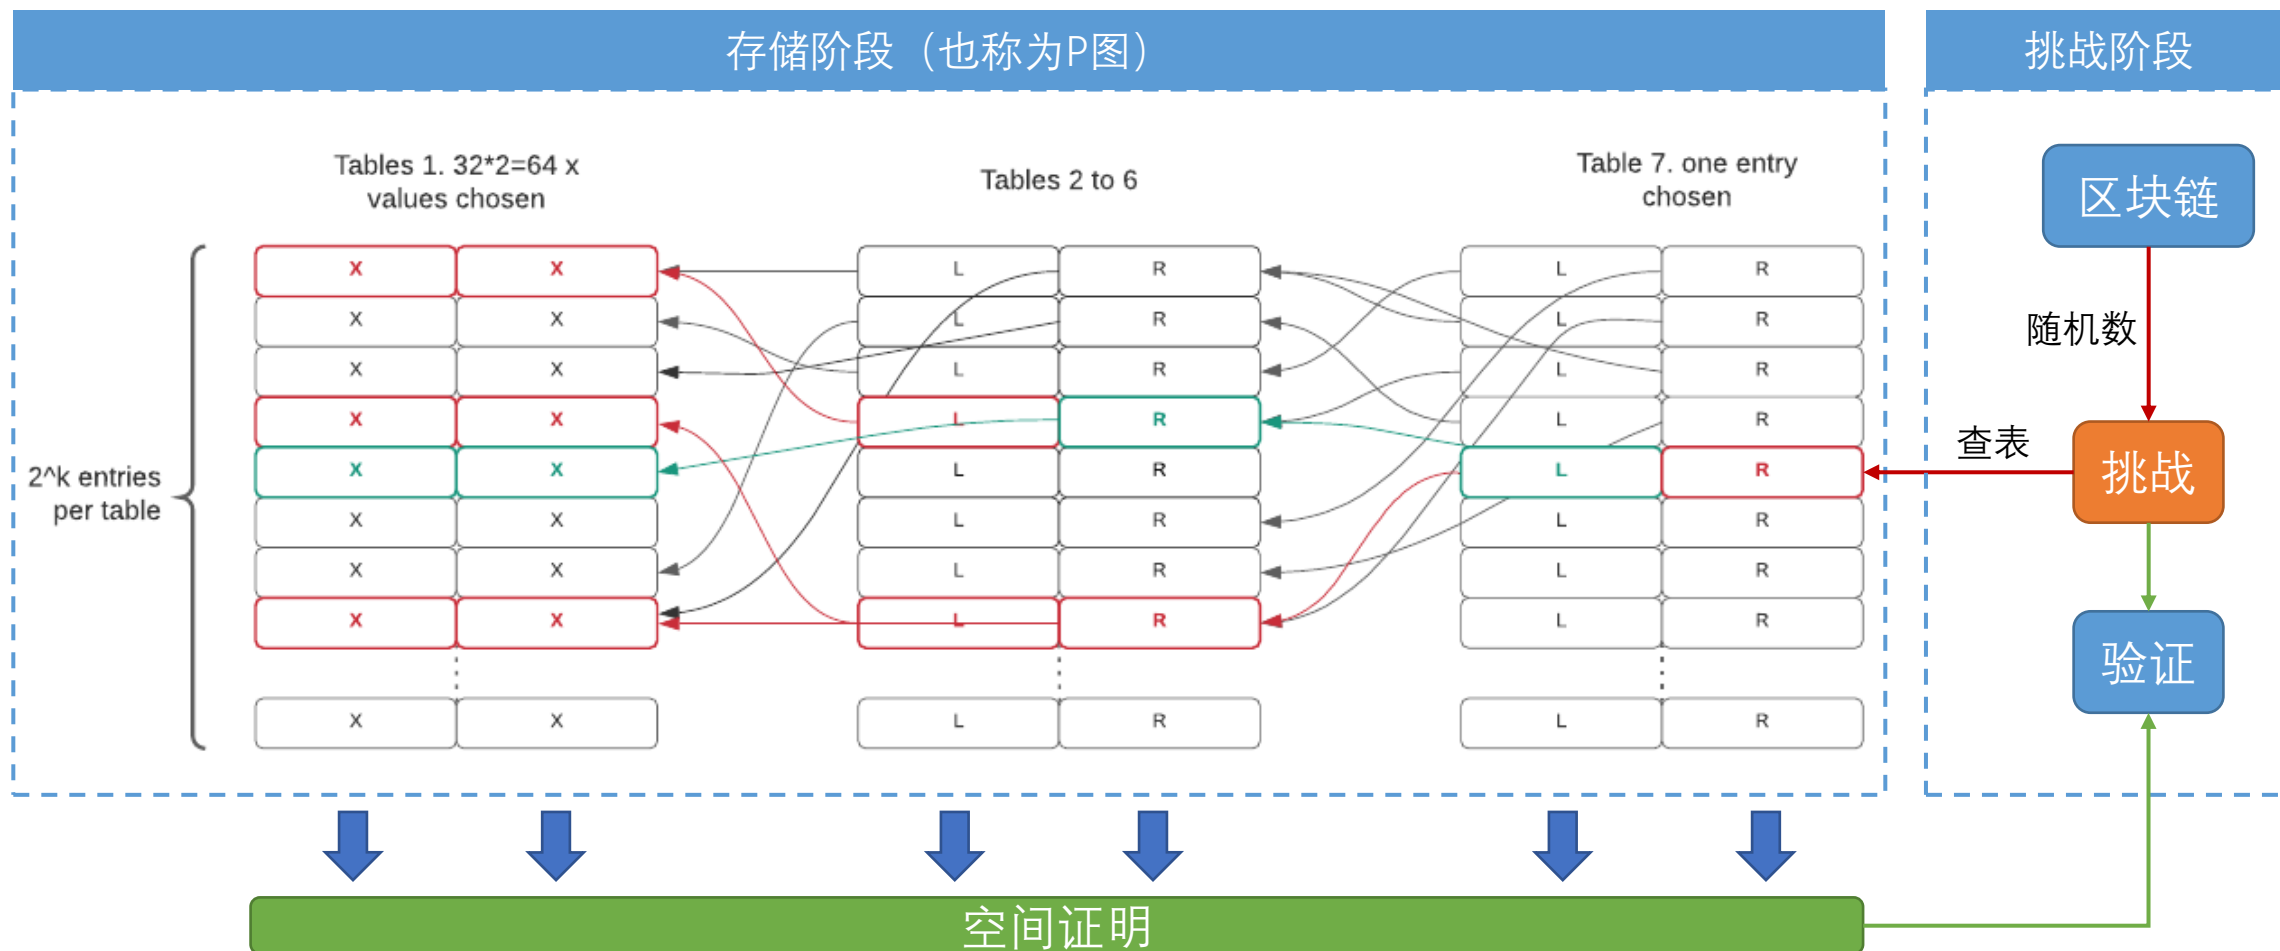 存储阶段（也称为P图）
挑战阶段
Tables 1. 32*2=64 x
values chosen
Tables 2 to 6
Table 7. one entry
chosen
区块链
随机数
查表
挑战
验证
2^k entries
per table
X X L R L R
X X L R L R
X X L R L R
X X L R L R
X X L R L R
X X L R L R
X X L R L R
X X L R L R
X X L R L R
空间证明